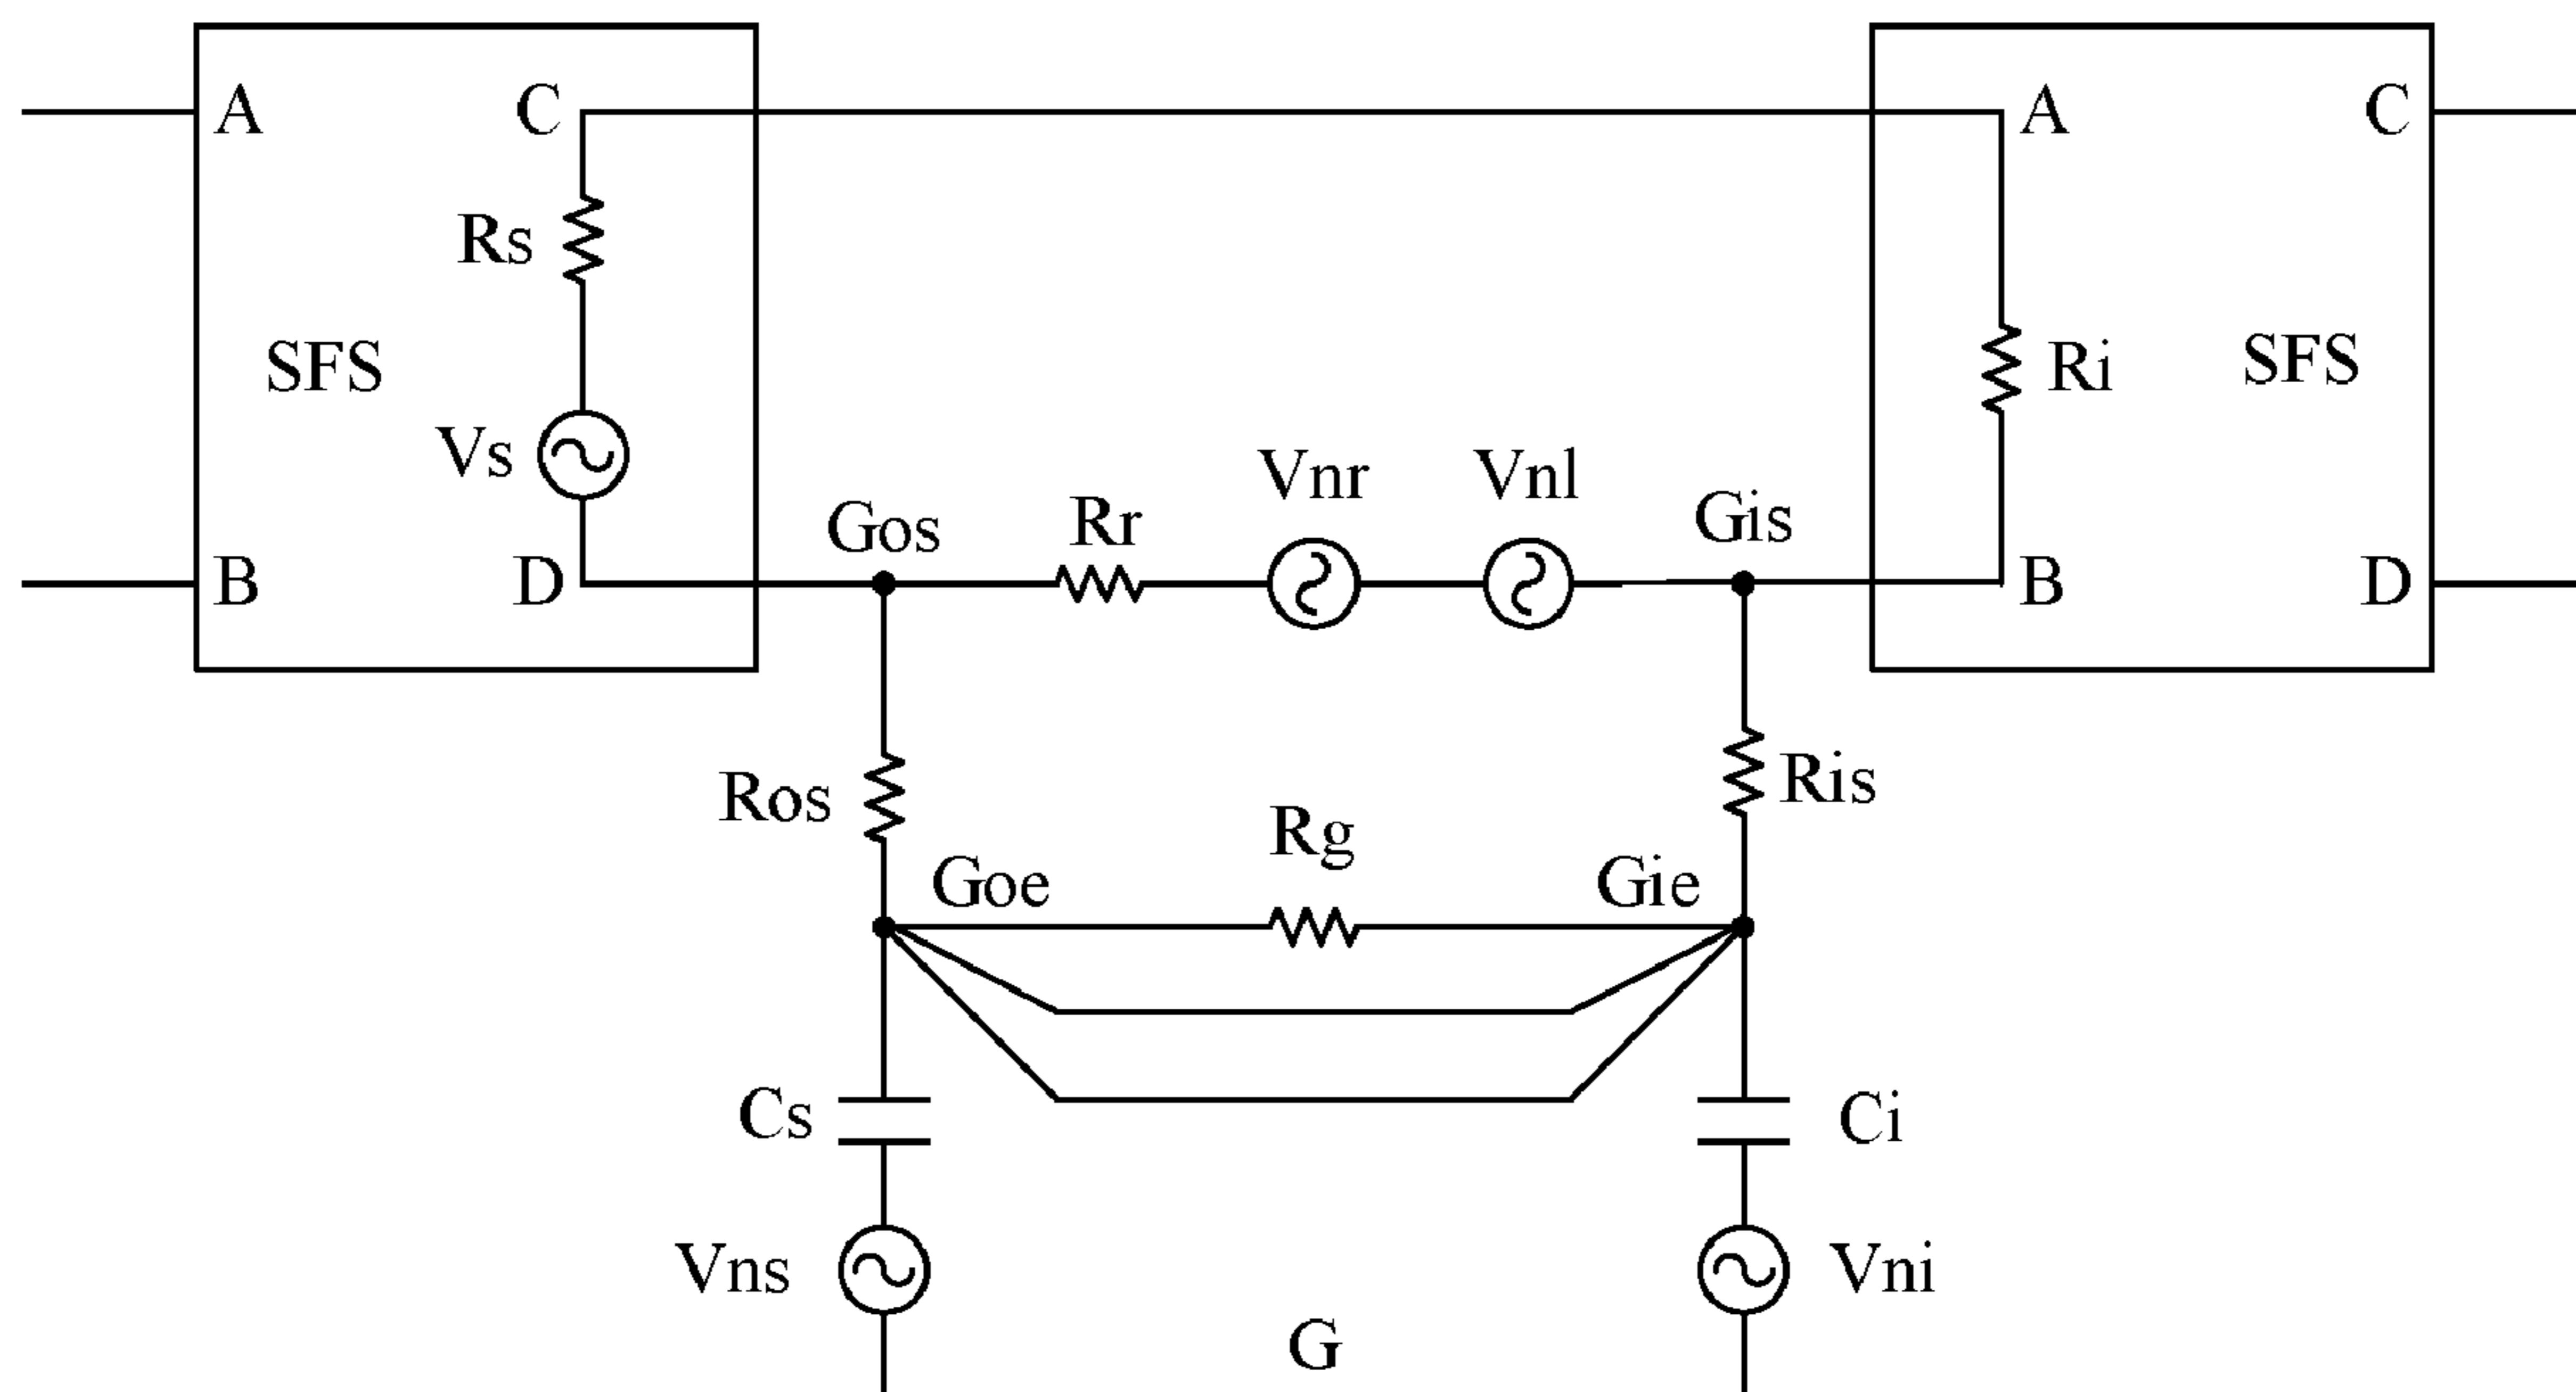 A C A C
Rs
SFS Ri SFS
Vs Vnr Vnl
Gos Rr Gis
B D B D
Ros Ris
Rg
Goe Gie
Cs Ci
Vns Vni
G